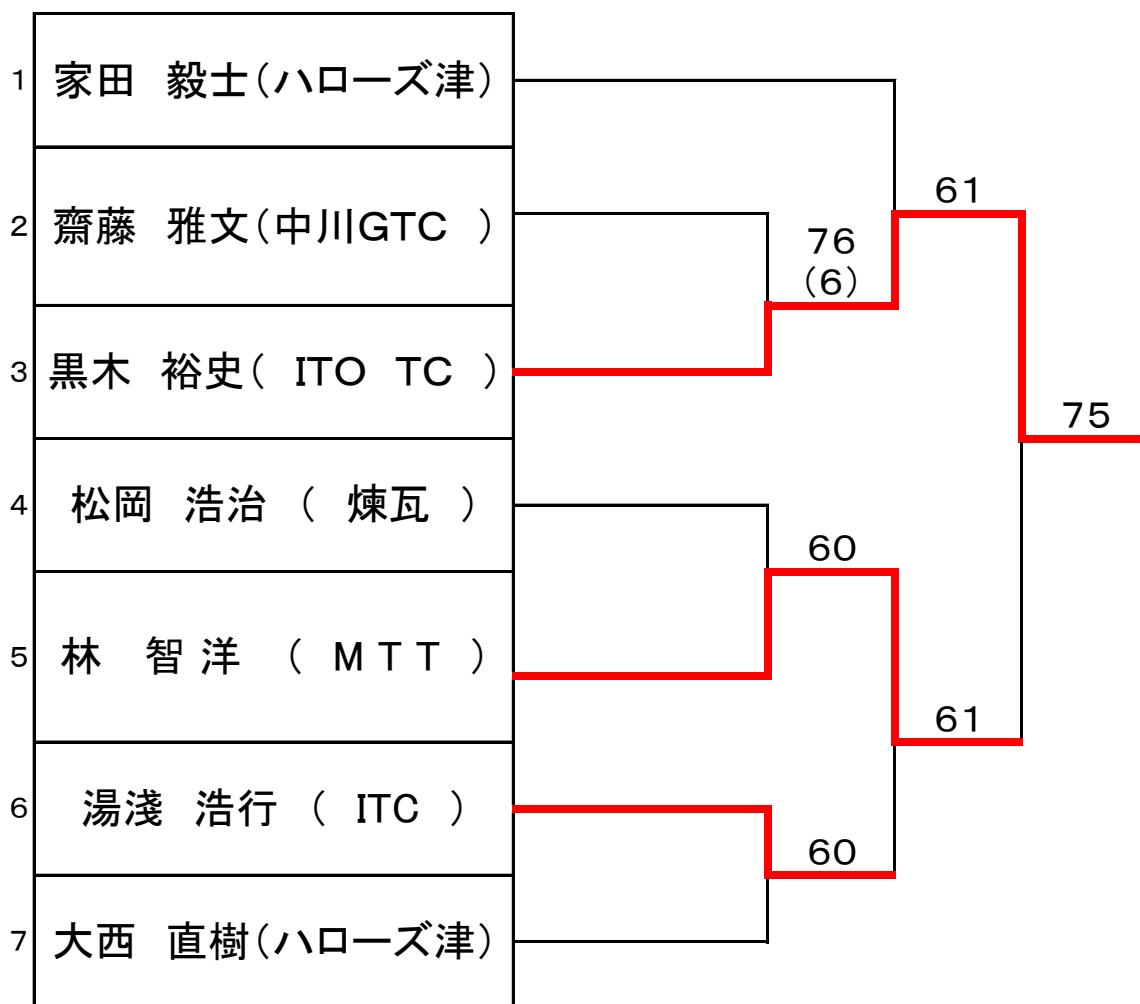 1 家田 毅士(ハローズ津)
2 齋藤 雅文(中川GTC )
3 黒木 裕史( ITO TC )
4 松岡 浩治 ( 煉瓦 )
5 林 智 洋 ( M T T )
6 湯淺 浩行 ( ITC )
7 大西 直樹(ハローズ津)
76
(6)
60
60
61
61
75